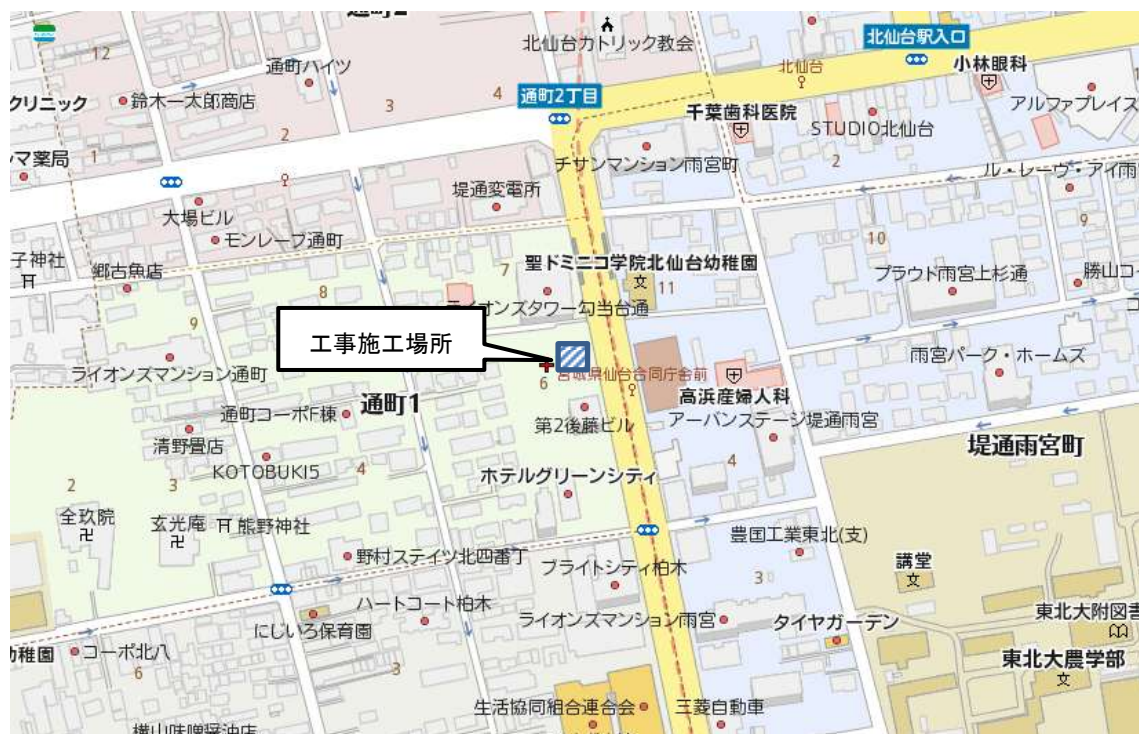 通町2
北仙台カトリック教会
北仙台駅入口
12
通町ハイツ
北仙台
小林眼科
クリニック
鈴木一太郎商店
3
4
通町2丁目
千葉歯科医院
STUDIO北仙台
アルファプレイス
2
マ薬局
1
チサンマンション雨宮町
2
ル・レーヴ・アイ雨
堤通変電所
大場ビル
モンレーブ通町
9
10
子神社
郷古魚店
7
聖ドミニコ学院北仙台幼稚園
11
プラウド雨宮上杉通
勝山コ
8
ライオンズタワー勾当台通
9
工事施工場所
ライオンズマンション通町
6
宮城県仙台合同庁舎前
雨宮パーク・ホームズ
高浜産婦人科
通町コーポF棟
通町1
第2後藤ビル
アーバンステージ堤通雨宮
清野畳店
堤通雨宮町
KOTOBUKI5
4
ホテルグリーンシティ
4
2
3
全玖院
玄光庵
熊野神社
豊国工業東北(支)
野村ステイツ北四番丁
ブライトシティ柏木
講堂
3
ハートコート柏木
にしいろ保育園
ライオンズマンション雨宮
タイヤガーデン
東北大附図書
幼稚園
コーポ北八
6
3
東北大農学部
生活協同組合連合会
三菱自動車
横山味噌醤油店